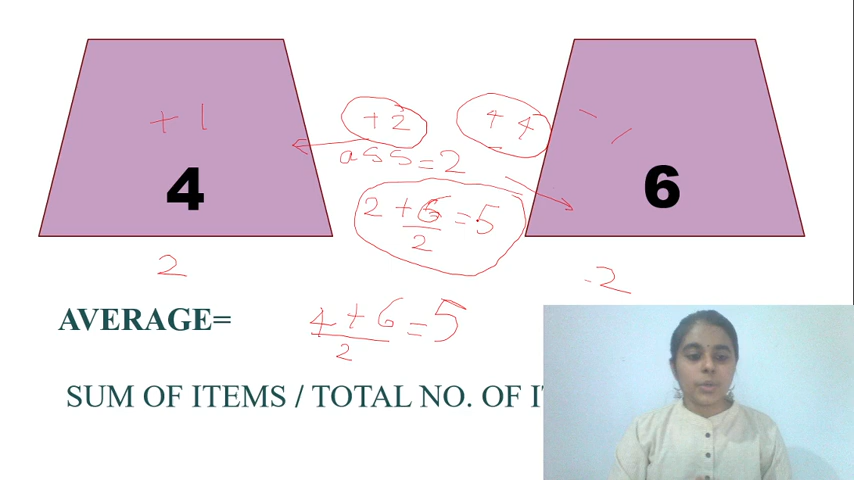 + 1
+ 2
+ 4
ass = 2
4
6
2 + 6 = 5
2
2
-2
AVERAGE=
4 + 6 = 5
2
SUM OF ITEMS / TOTAL NO. OF